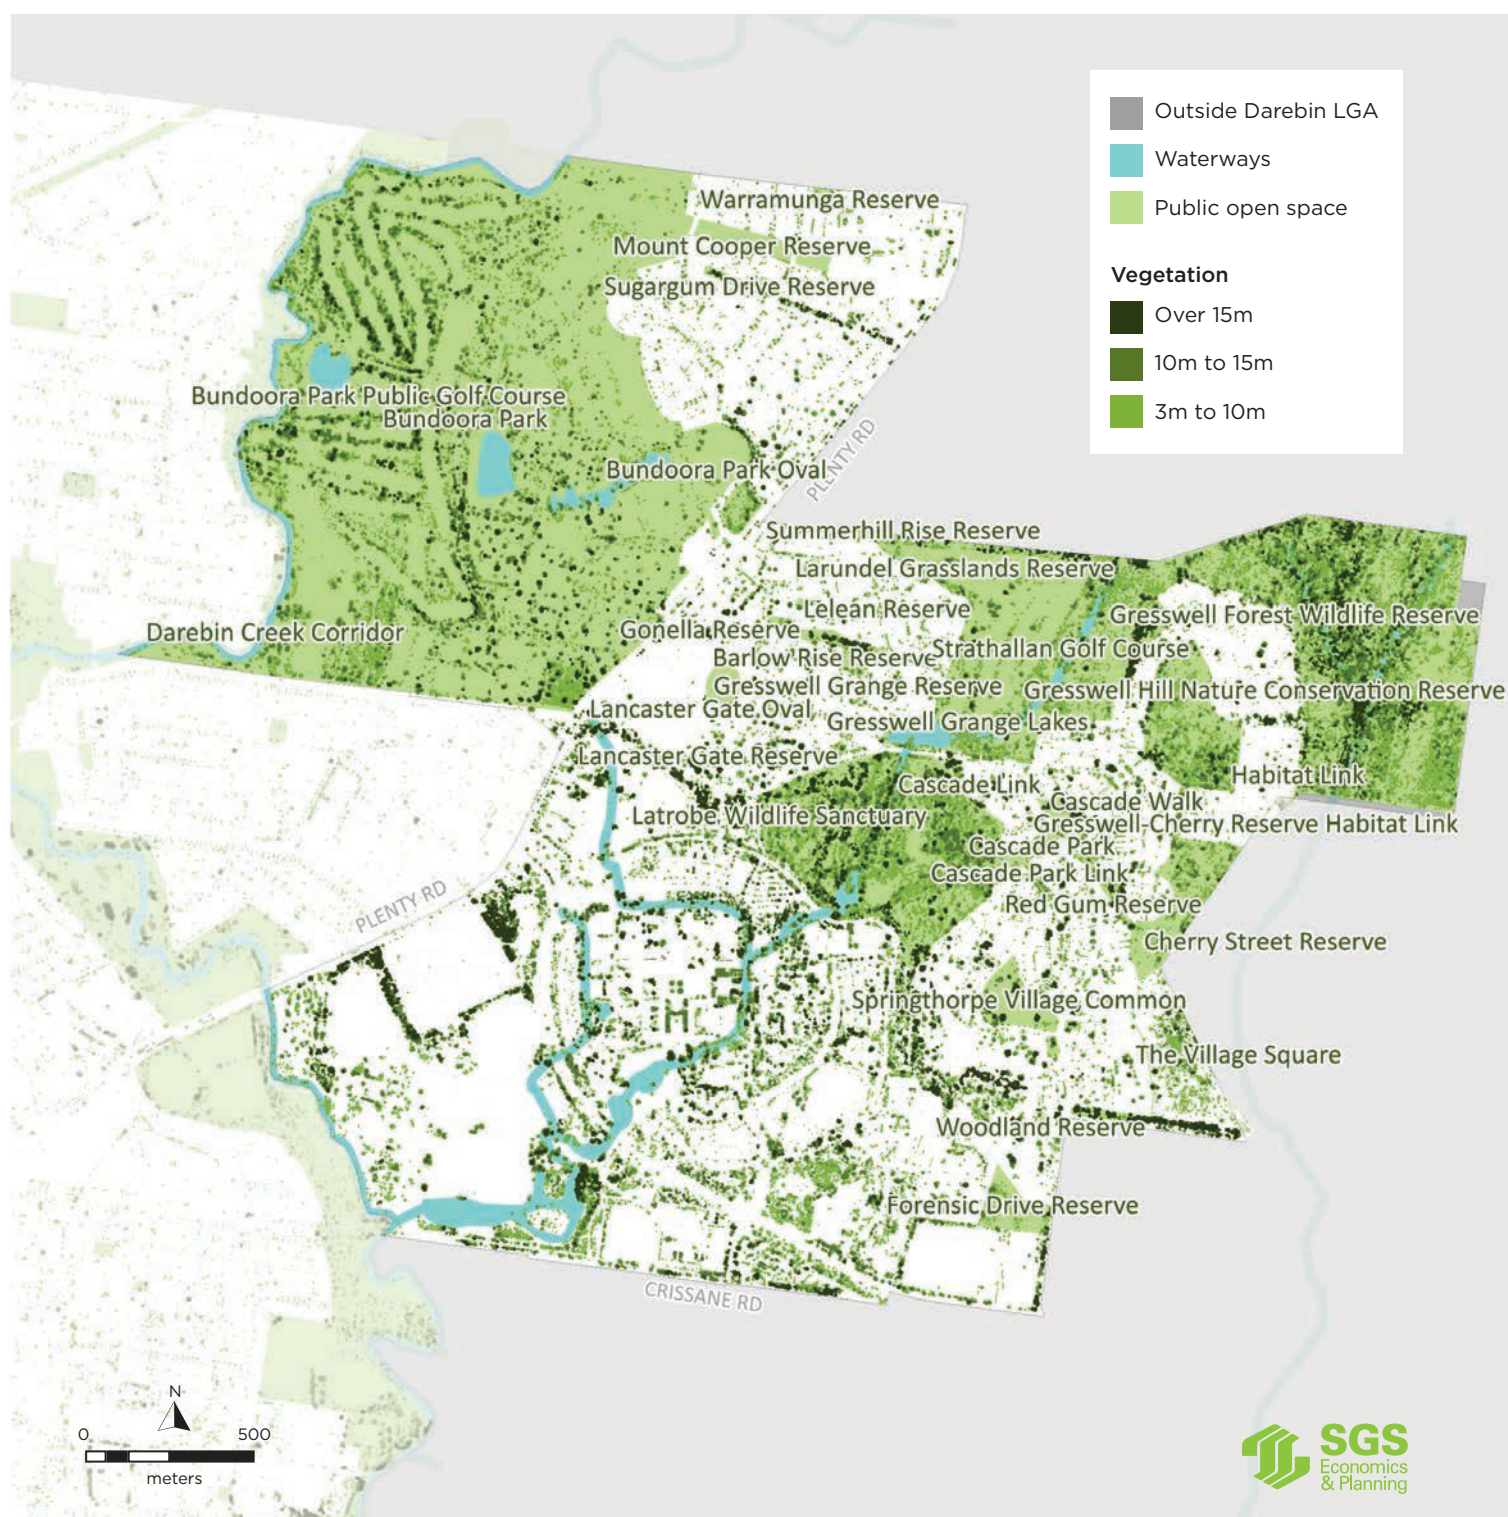 Outside Darebin LGA
Waterways
Public open space
Vegetation
Over 15m
10m to 15m
3m to 10m
Warramunga Reserve
Mount Cooper Reserve
Sugargum Drive Reserve
Bundoora Park Public Golf Course
Bundoora Park
PLENTY RD
Bundoora Park Oval
Summerhill Rise Reserve
Larundel Grasslands Reserve
Lelean Reserve
Gresswell Forest Wildlife Reserve
Darebin Creek Corridor
Gonella Reserve
Strathallan Golf Course
Barlow Rise Reserve
Gresswell Grange Reserve
Gresswell Hill Nature Conservation Reserve
Lancaster Gate Oval
Gresswell Grange Lakes
Lancaster Gate Reserve
Habitat Link
Cascade Link
Cascade Walk
Latrobe Wildlife Sanctuary
Gresswell-Cherry Reserve Habitat Link
Cascade Park
Cascade Park Link
PLENTY RD
Red Gum Reserve
Cherry Street Reserve
Springthorpe Village Common
The Village Square
Woodland Reserve
Forensic Drive Reserve
CRISSANE RD
N
0 500
meters
SGS
Economics
& Planning